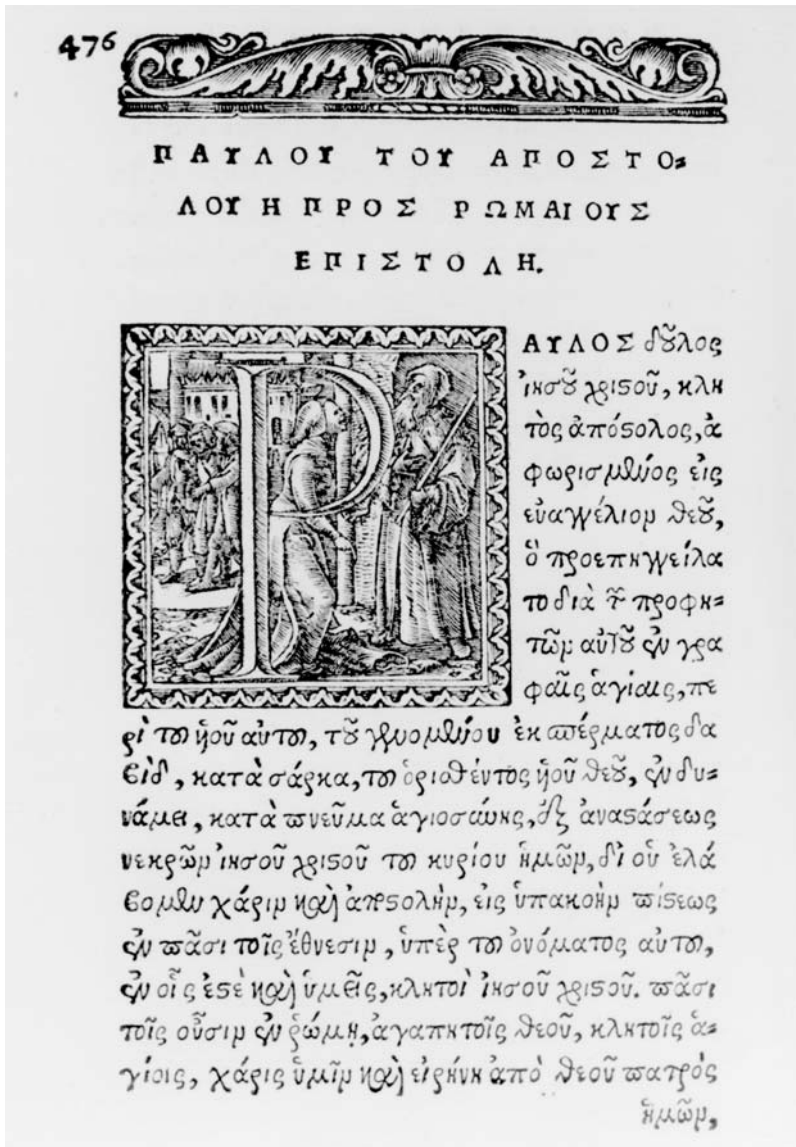 476
ΠΑΥΛΟΥ ΤΟΥ ΑΠΟΣΤΟ=
ΛΟΥ Η ΠΡΟΣ ΡΩΜΑΙΟΥΣ
ΕΠΙΣΤΟΛΗ.
PΑΥΛΟΣ δοῦλος
ἰησοῦ χριστοῦ, κλη
τὸς ἀπόστολος, ἀ
φωρισμένος εἰς
εὐαγγέλιον θεοῦ,
ὃ προεπηγγείλα
το διὰ τῶν προφη=
τῶν αὐτοῦ ἐν γρα
φαῖς ἁγίαις, πε
ρὶ τοῦ ἡοῦ αὐτοῦ, τοῦ γενομένου ἐκ σπέρματος δα
βὶδ, κατὰ σάρκα, τοῦ ὁρισθέντος ἡοῦ θεοῦ, ἐν δυ=
νάμει, κατὰ πνεῦμα ἁγιοσύνης, ἐξ ἀναστάσεως
νεκρῶν ἰησοῦ χριστοῦ τοῦ κυρίου ἡμῶν, δι οὗ ἐλά
βομεν χάριν καὶ ἀποστολὴν, εἰς ὑπακοὴν πίστεως
ἐν πᾶσι τοῖς ἔθνεσιν, ὑπὲρ τοῦ ὀνόματος αὐτοῦ,
ἐν οἷς ἐστὲ καὶ ὑμεῖς, κλητοὶ ἰησοῦ χριστοῦ. πᾶσι
τοῖς οὖσιν ἐν ῥώμῃ, ἀγαπητοῖς θεοῦ, κλητοῖς ἁ=
γίοις, χάρις ὑμῖν καὶ εἰρήνη ἀπὸ θεοῦ πατρὸς
ἡμῶν,